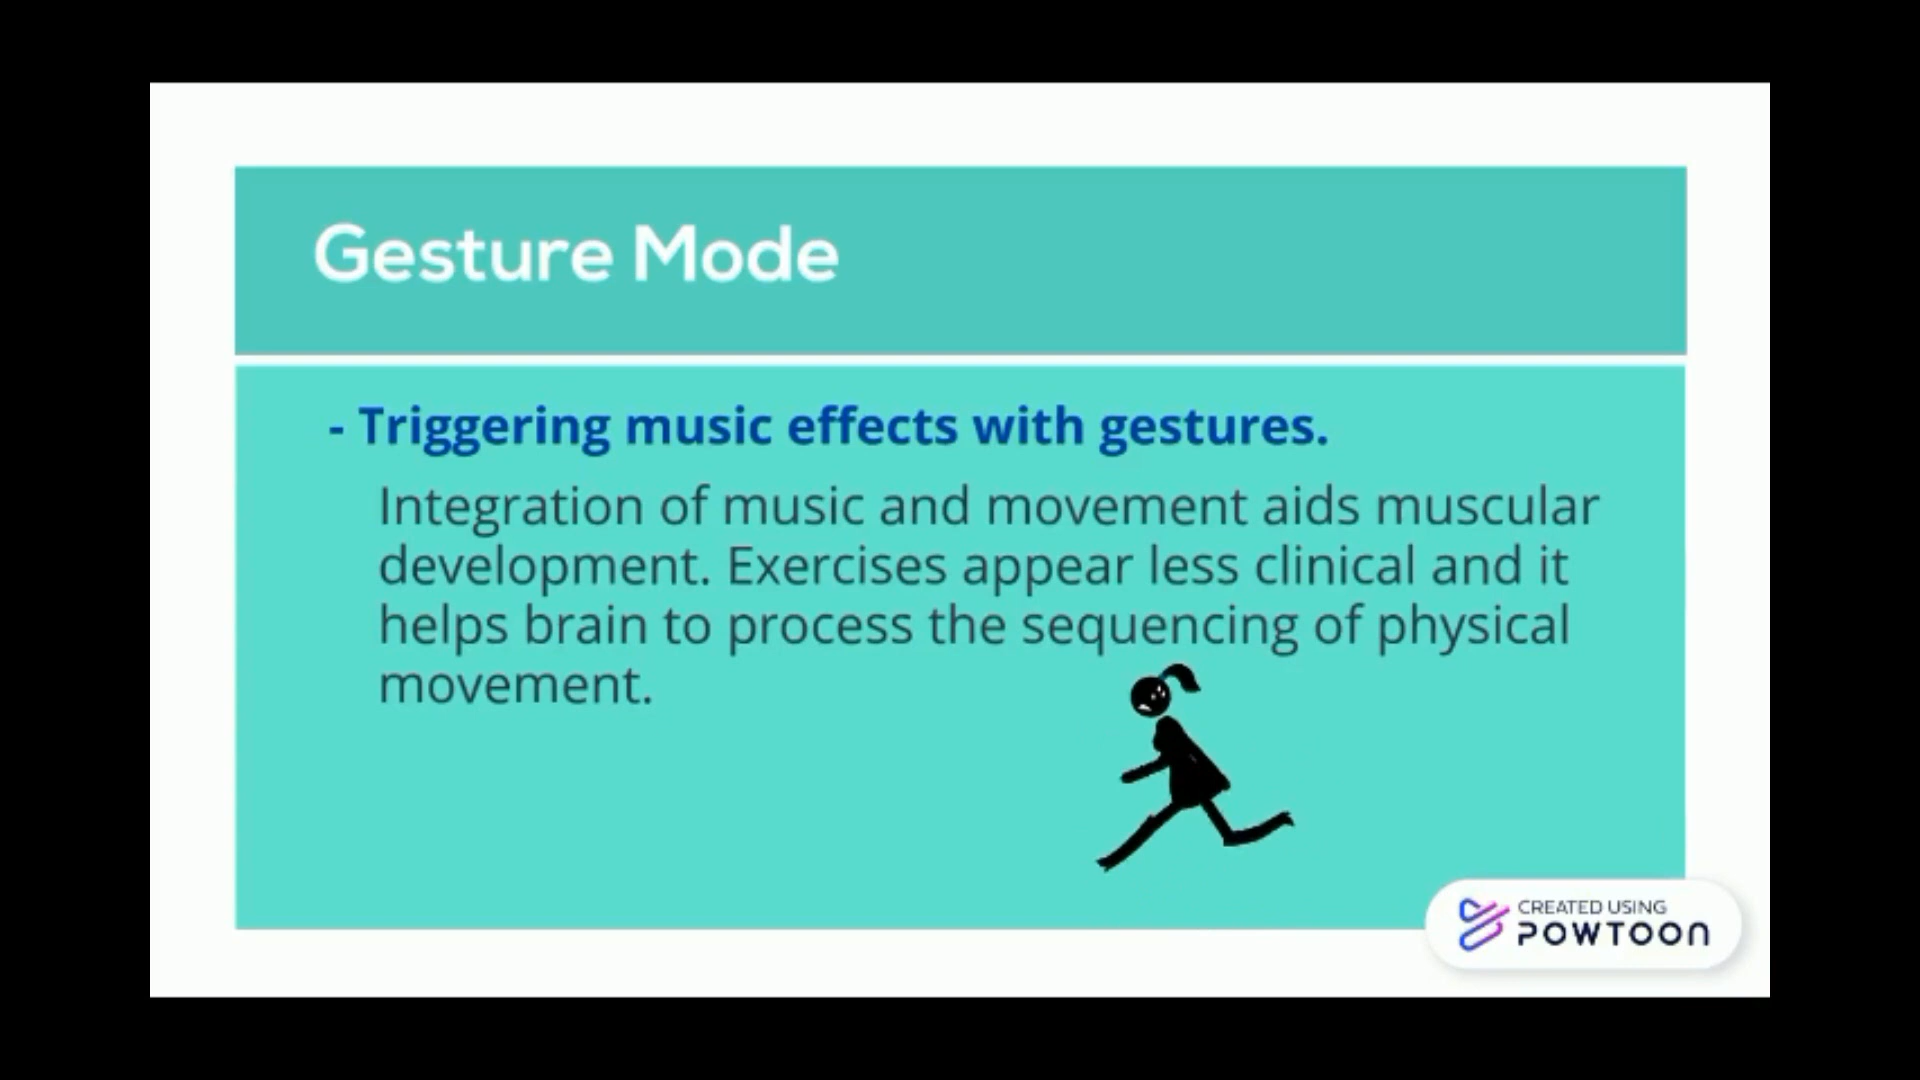 Gesture Mode
- Triggering music effects with gestures.
Integration of music and movement aids muscular
development. Exercises appear less clinical and it
helps brain to process the sequencing of physical
movement.
CREATED USING
POWTOON